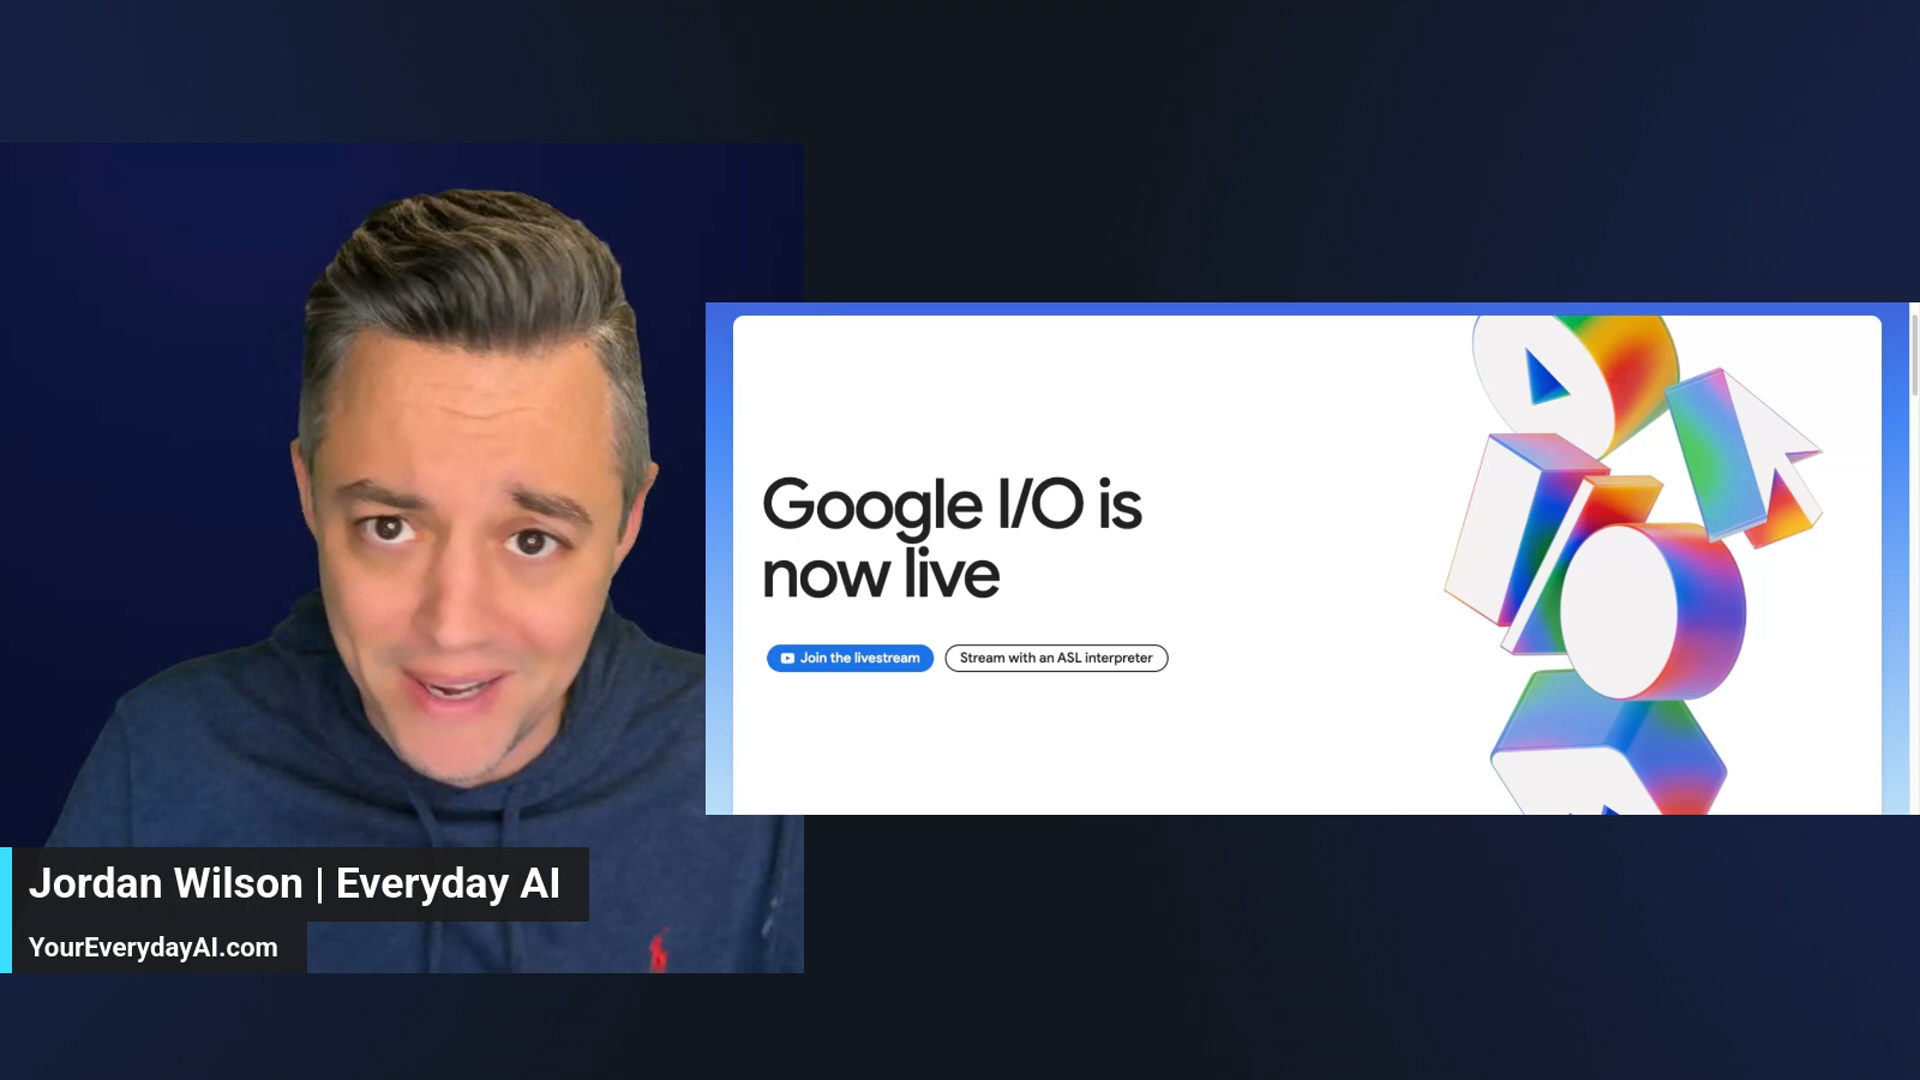 Google I/O is
now live
Join the livestream
Stream with an ASL interpreter
Jordan Wilson | Everyday AI
YourEverydayAI.com